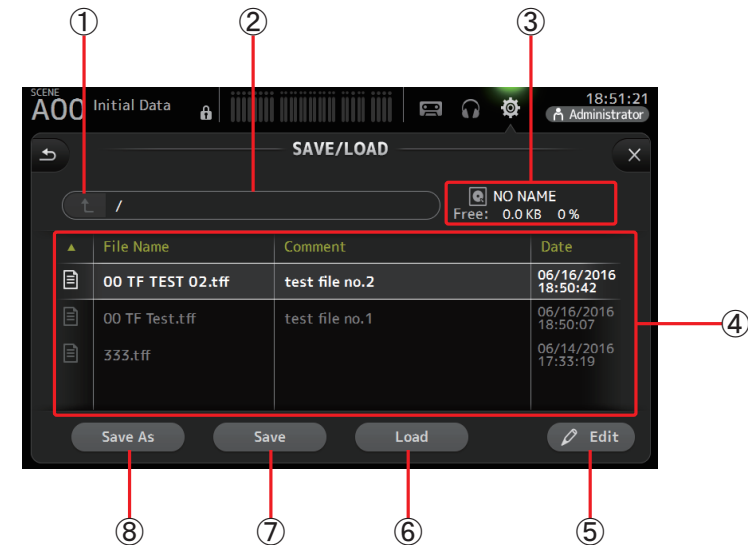 ① ② ③
SCENE
A00 Initial Data 18:51:21
Administrator
SAVE/LOAD
/
NO NAME
Free: 0.0 KB 0 %
▲ File Name Comment Date
00 TF TEST 02.tff test file no.2 06/16/2016
18:50:42
00 TF Test.tff test file no.1 06/16/2016
18:50:07
333.tff 06/14/2016
17:33:19
④
Save As Save Load Edit
⑧ ⑦ ⑥ ⑤